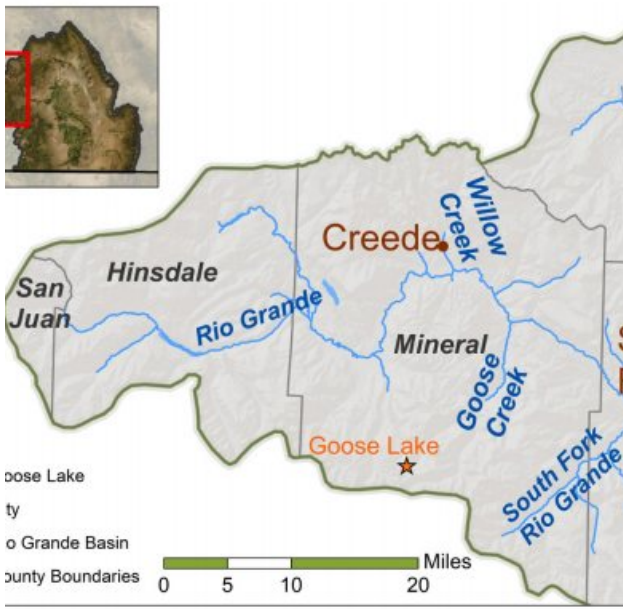 Willow
Creek
Creede
San
Juan
Hinsdale
Rio Grande
Mineral
Goose
Creek
Goose Lake
South Fork
Rio Grande
oose Lake
ty
o Grande Basin
ounty Boundaries
Miles
0 5 10 20